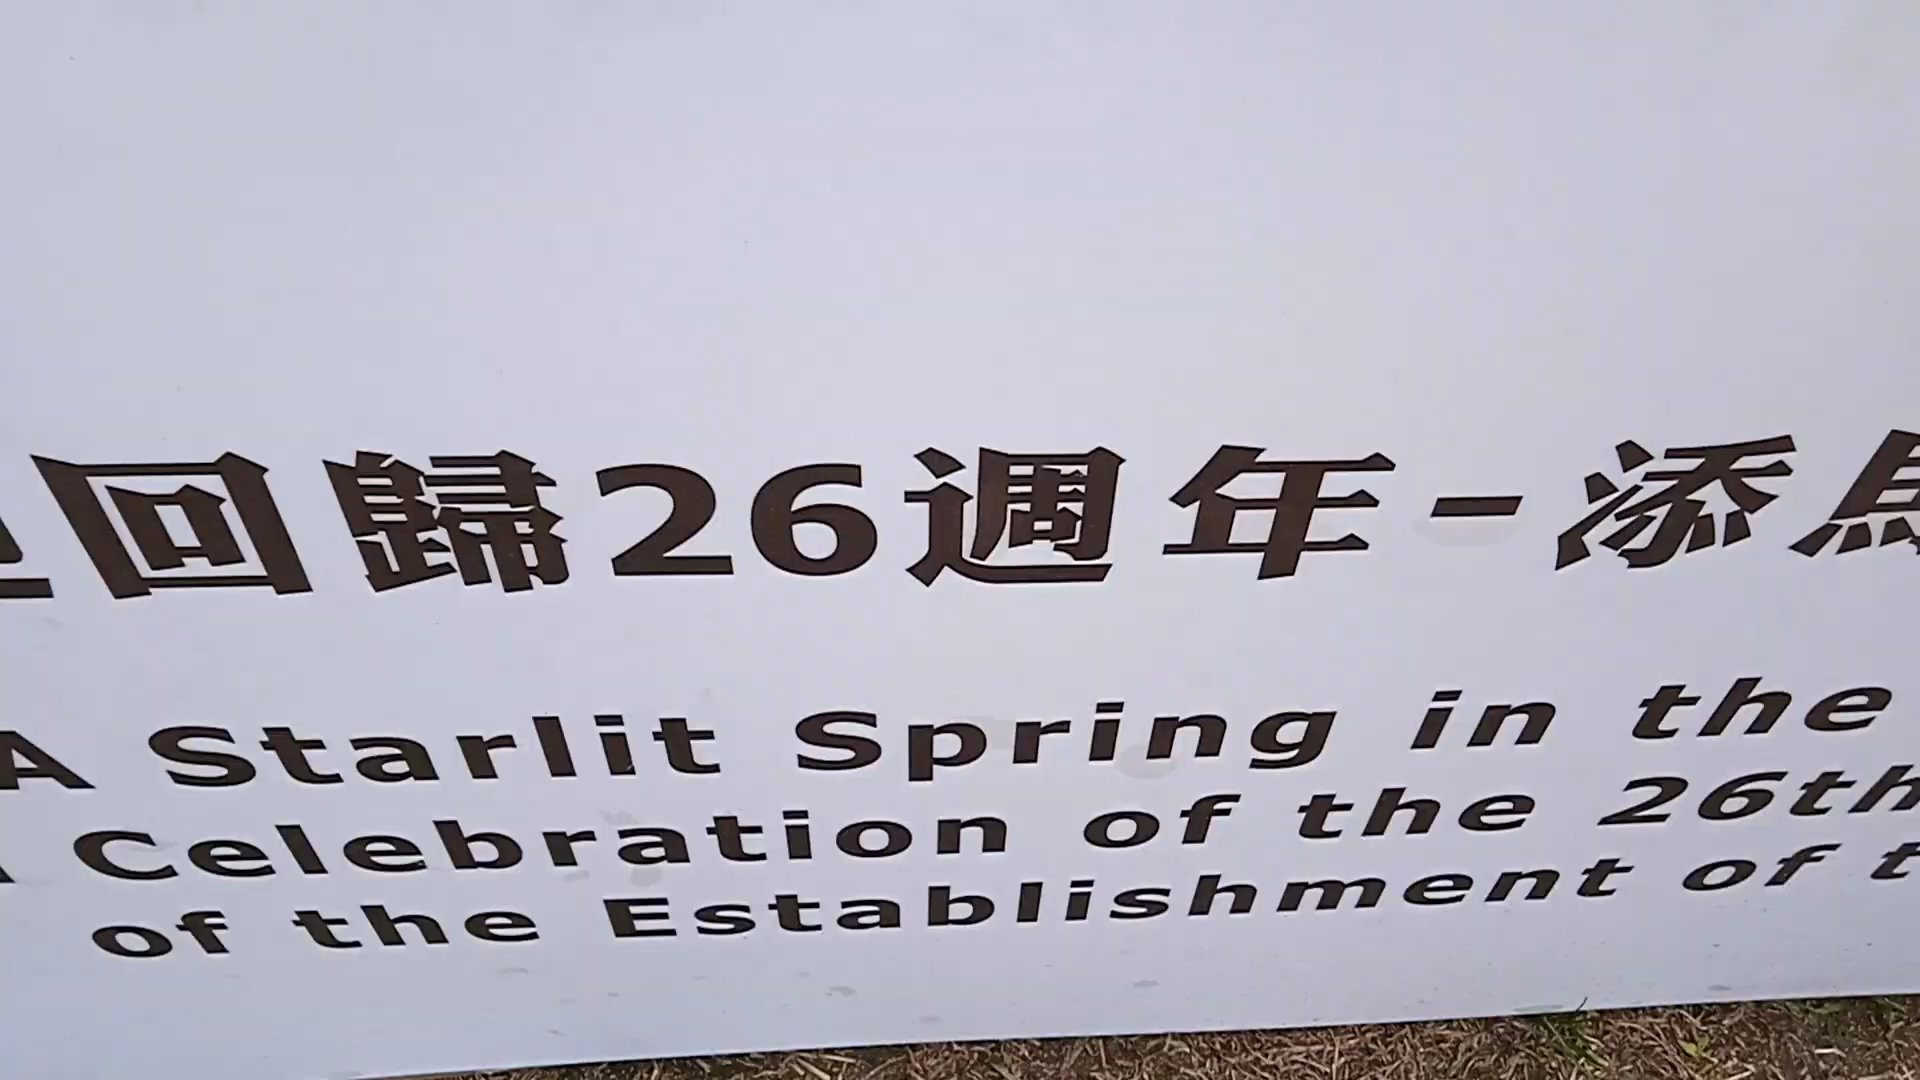 回歸26週年-添馬
A Starlit Spring in the
Celebration of the 26th
of the Establishment of t